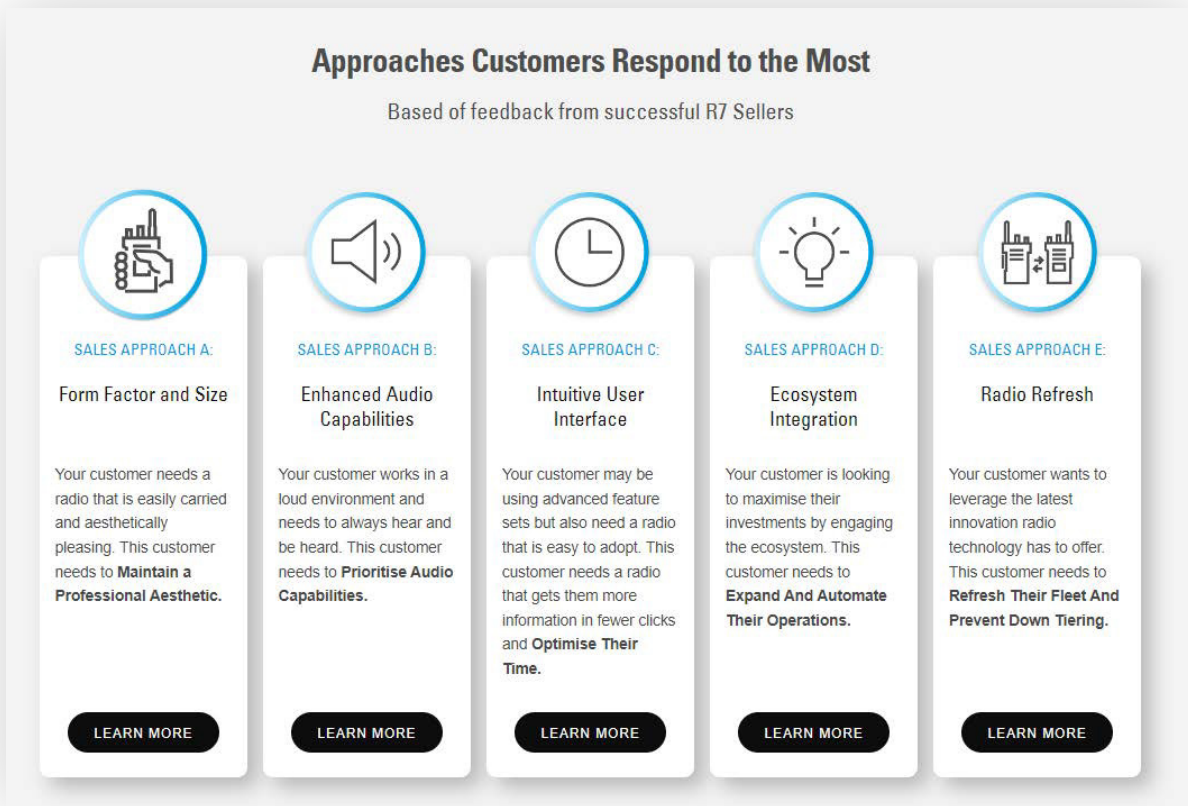 Approaches Customers Respond to the Most
Based of feedback from successful R7 Sellers
SALES APPROACH A:
Form Factor and Size
Your customer needs a
radio that is easily carried
and aesthetically
pleasing. This customer
needs to Maintain a
Professional Aesthetic.
LEARN MORE
SALES APPROACH B:
Enhanced Audio
Capabilities
Your customer works in a
loud environment and
needs to always hear and
be heard. This customer
needs to Prioritise Audio
Capabilities.
LEARN MORE
SALES APPROACH C:
Intuitive User
Interface
Your customer may be
using advanced feature
sets but also need a radio
that is easy to adopt. This
customer needs a radio
that gets them more
information in fewer clicks
and Optimise Their
Time.
LEARN MORE
SALES APPROACH D:
Ecosystem
Integration
Your customer is looking
to maximise their
investments by engaging
the ecosystem. This
customer needs to
Expand And Automate
Their Operations.
LEARN MORE
SALES APPROACH E:
Radio Refresh
Your customer wants to
leverage the latest
innovation radio
technology has to offer.
This customer needs to
Refresh Their Fleet And
Prevent Down Tiering.
LEARN MORE